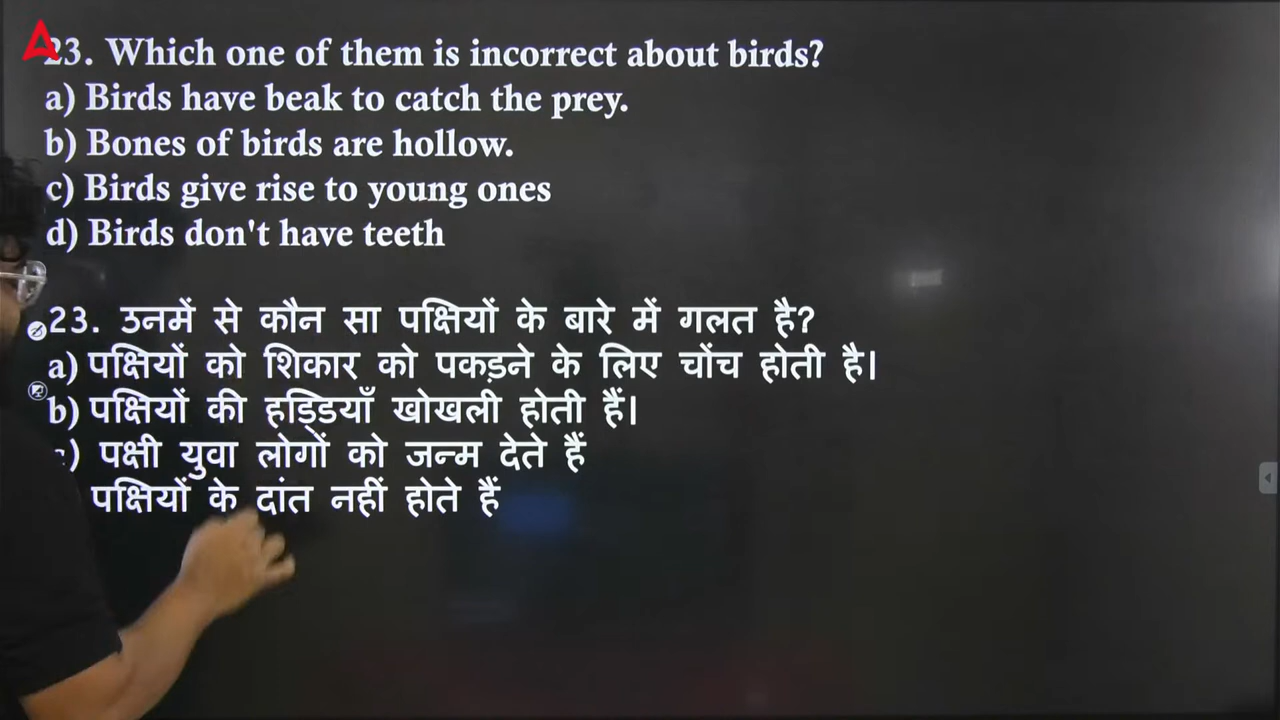 23. Which one of them is incorrect about birds?
a) Birds have beak to catch the prey.
b) Bones of birds are hollow.
c) Birds give rise to young ones
d) Birds don't have teeth
23. उनमें से कौन सा पक्षियों के बारे में गलत है?
a) पक्षियों को शिकार को पकड़ने के लिए चोंच होती है।
b) पक्षियों की हड्डियाँ खोखली होती हैं।
) पक्षी युवा लोगों को जन्म देते हैं
पक्षियों के दांत नहीं होते हैं